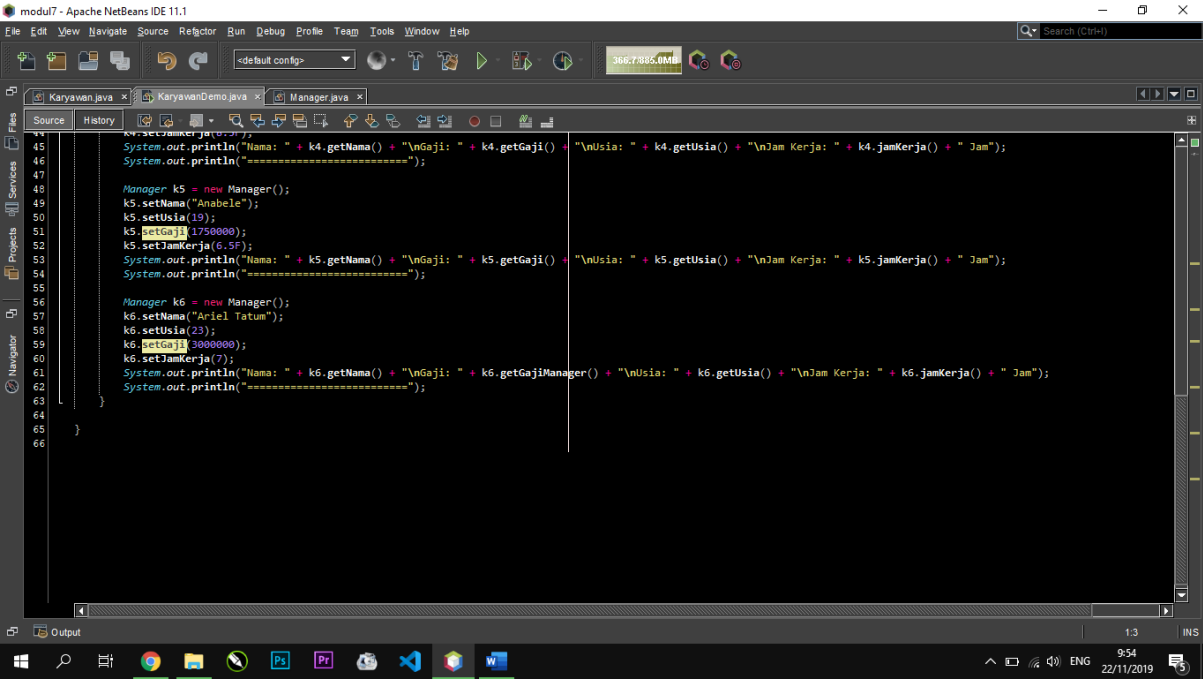 modul7 - Apache NetBeans IDE 11.1
File Edit View Navigate Source Refactor Run Debug Profile Team Tools Window Help
Search (Ctrl+I)
<default config>
366.7/885.0MB
Karyawan.java × KaryawanDemo.java × Manager.java ×
Source History
Files
Services
Projects
Navigator
44 k4.setJamKerja(6.5F);
45 System.out.println("Nama: " + k4.getNama() + "\nGaji: " + k4.getGaji() + "\nUsia: " + k4.getUsia() + "\nJam Kerja: " + k4.jamKerja() + " Jam");
46 System.out.println("==========================");
47
48 Manager k5 = new Manager();
49 k5.setNama("Anabele");
50 k5.setUsia(19);
51 k5.setGaji(1750000);
52 k5.setJamKerja(6.5F);
53 System.out.println("Nama: " + k5.getNama() + "\nGaji: " + k5.getGaji() + "\nUsia: " + k5.getUsia() + "\nJam Kerja: " + k5.jamKerja() + " Jam");
54 System.out.println("==========================");
55
56 Manager k6 = new Manager();
57 k6.setNama("Ariel Tatum");
58 k6.setUsia(23);
59 k6.setGaji(3000000);
60 k6.setJamKerja(7);
61 System.out.println("Nama: " + k6.getNama() + "\nGaji: " + k6.getGajiManager() + "\nUsia: " + k6.getUsia() + "\nJam Kerja: " + k6.jamKerja() + " Jam");
62 System.out.println("==========================");
63 }
64
65 }
66
Output
1:3 INS
Ps Pr
ENG
9:54
22/11/2019
5